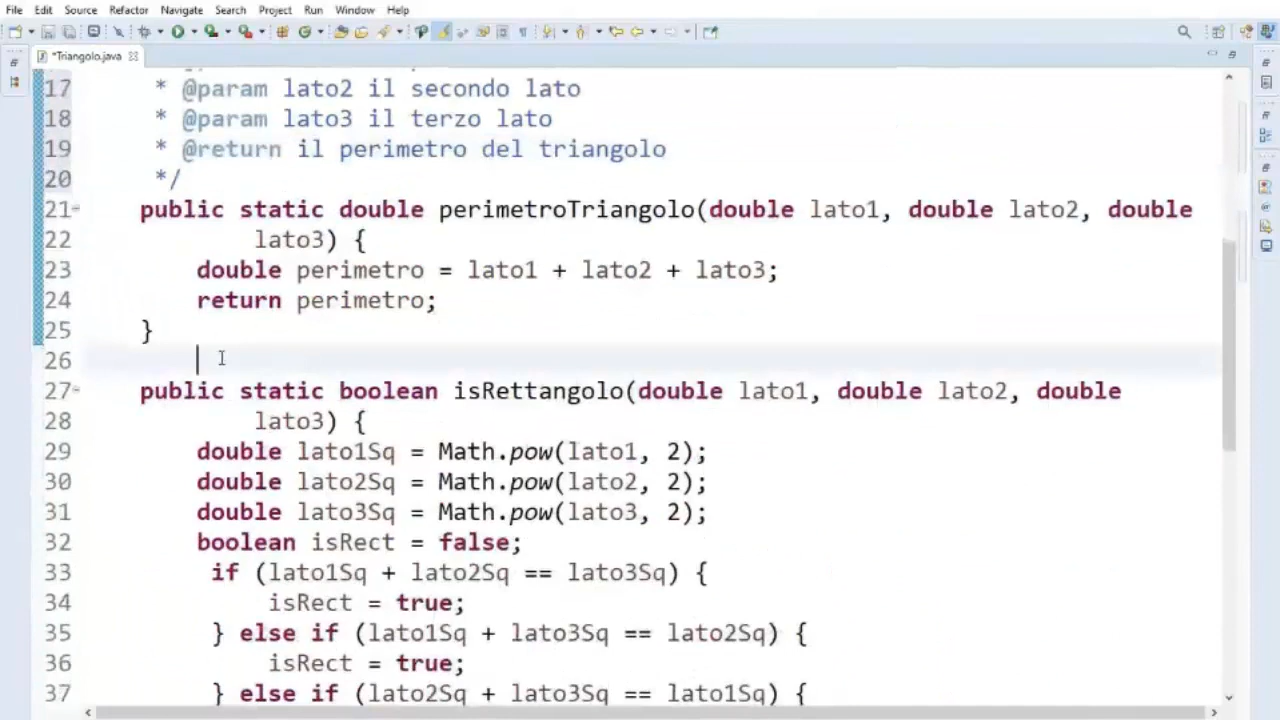 File Edit Source Refactor Navigate Search Project Run Window Help
*Triangolo.java
17 * @param lato2 il secondo lato
18 * @param lato3 il terzo lato
19 * @return il perimetro del triangolo
20 */
21 public static double perimetroTriangolo(double lato1, double lato2, double
22 lato3) {
23 double perimetro = lato1 + lato2 + lato3;
24 return perimetro;
25 }
26
27 public static boolean isRettangolo(double lato1, double lato2, double
28 lato3) {
29 double lato1Sq = Math.pow(lato1, 2);
30 double lato2Sq = Math.pow(lato2, 2);
31 double lato3Sq = Math.pow(lato3, 2);
32 boolean isRect = false;
33 if (lato1Sq + lato2Sq == lato3Sq) {
34 isRect = true;
35 } else if (lato1Sq + lato3Sq == lato2Sq) {
36 isRect = true;
37 } else if (lato2Sq + lato3Sq == lato1Sq) {